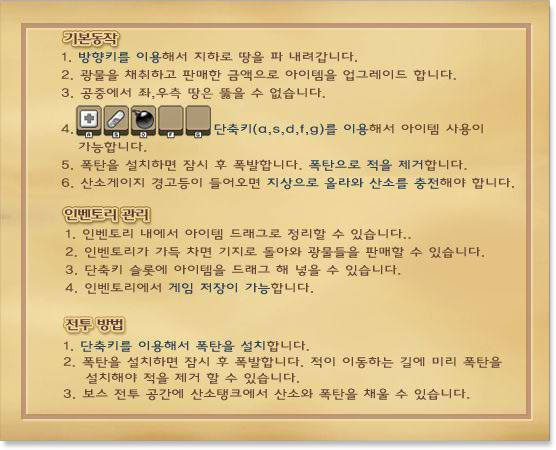 기본동작
1. 방향키를 이용해서 지하로 땅을 파 내려갑니다.
2. 광물을 채취하고 판매한 금액으로 아이템을 업그레이드 합니다.
3. 공중에서 좌,우측 땅은 뚫을 수 없습니다.
4. A S D F G 단축키(a,s,d,f,g)를 이용해서 아이템 사용이
가능합니다.
5. 폭탄을 설치하면 잠시 후 폭발합니다. 폭탄으로 적을 제거합니다.
6. 산소게이지 경고등이 들어오면 지상으로 올라와 산소를 충전해야 합니다.
인벤토리 관리
1. 인벤토리 내에서 아이템 드래그로 정리할 수 있습니다..
2. 인벤토리가 가득 차면 기지로 돌아와 광물들을 판매할 수 있습니다.
3. 단축키 슬롯에 아이템을 드래그 해 넣을 수 있습니다.
4. 인벤토리에서 게임 저장이 가능합니다.
전투 방법
1. 단축키를 이용해서 폭탄을 설치합니다.
2. 폭탄을 설치하면 잠시 후 폭발합니다. 적이 이동하는 길에 미리 폭탄을
설치해야 적을 제거 할 수 있습니다.
3. 보스 전투 공간에 산소탱크에서 산소와 폭탄을 채울 수 있습니다.